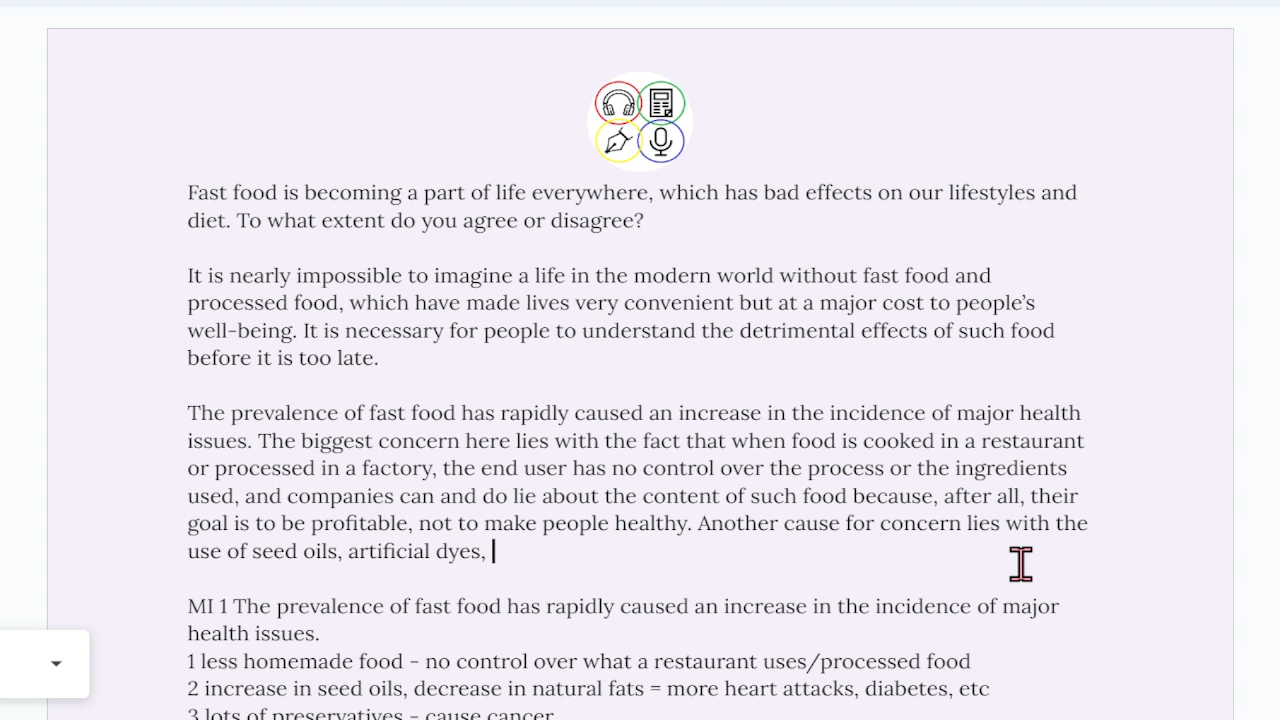 Fast food is becoming a part of life everywhere, which has bad effects on our lifestyles and
diet. To what extent do you agree or disagree?
It is nearly impossible to imagine a life in the modern world without fast food and
processed food, which have made lives very convenient but at a major cost to people’s
well-being. It is necessary for people to understand the detrimental effects of such food
before it is too late.
The prevalence of fast food has rapidly caused an increase in the incidence of major health
issues. The biggest concern here lies with the fact that when food is cooked in a restaurant
or processed in a factory, the end user has no control over the process or the ingredients
used, and companies can and do lie about the content of such food because, after all, their
goal is to be profitable, not to make people healthy. Another cause for concern lies with the
use of seed oils, artificial dyes,
MI 1 The prevalence of fast food has rapidly caused an increase in the incidence of major
health issues.
1 less homemade food - no control over what a restaurant uses/processed food
2 increase in seed oils, decrease in natural fats = more heart attacks, diabetes, etc
3 lots of preservatives - cause cancer